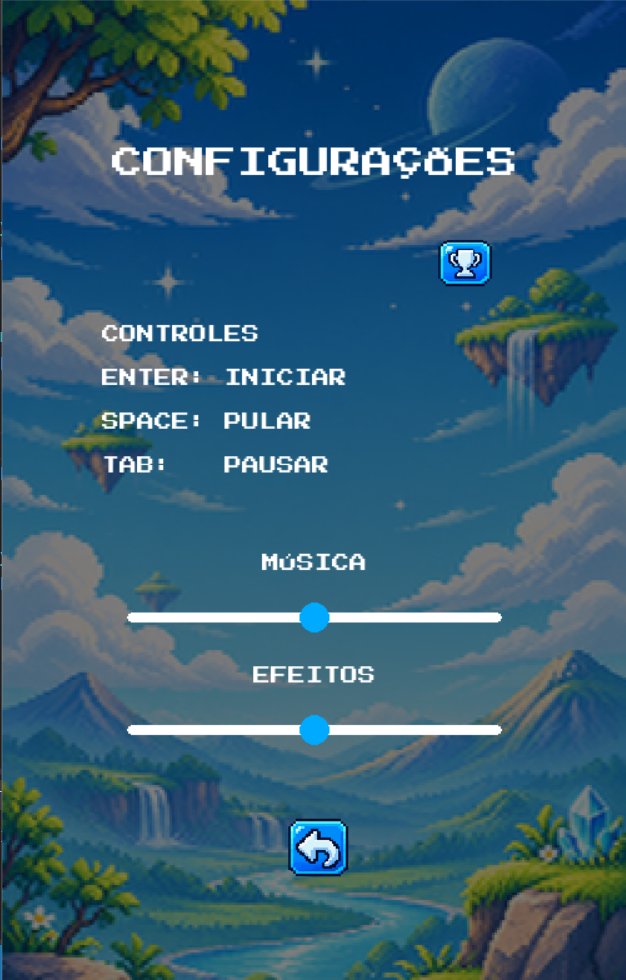 CONFIGURAÇõES
CONTROLES
ENTER: INICIAR
SPACE: PULAR
TAB: PAUSAR
MúSICA
EFEITOS